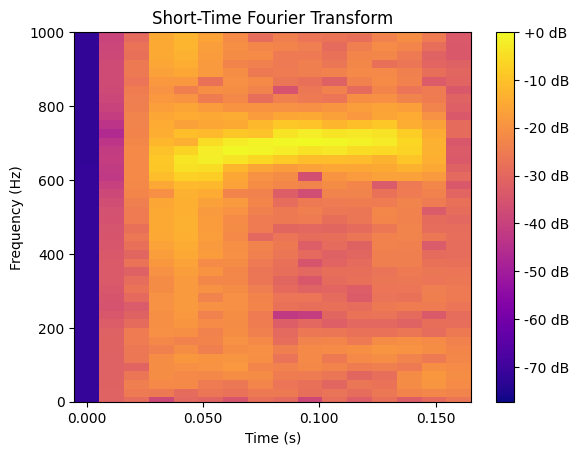 Short-Time Fourier Transform
1000
800
600
400
200
0
Frequency (Hz)
0.000
0.050
0.100
0.150
Time (s)
+0 dB
-10 dB
-20 dB
-30 dB
-40 dB
-50 dB
-60 dB
-70 dB